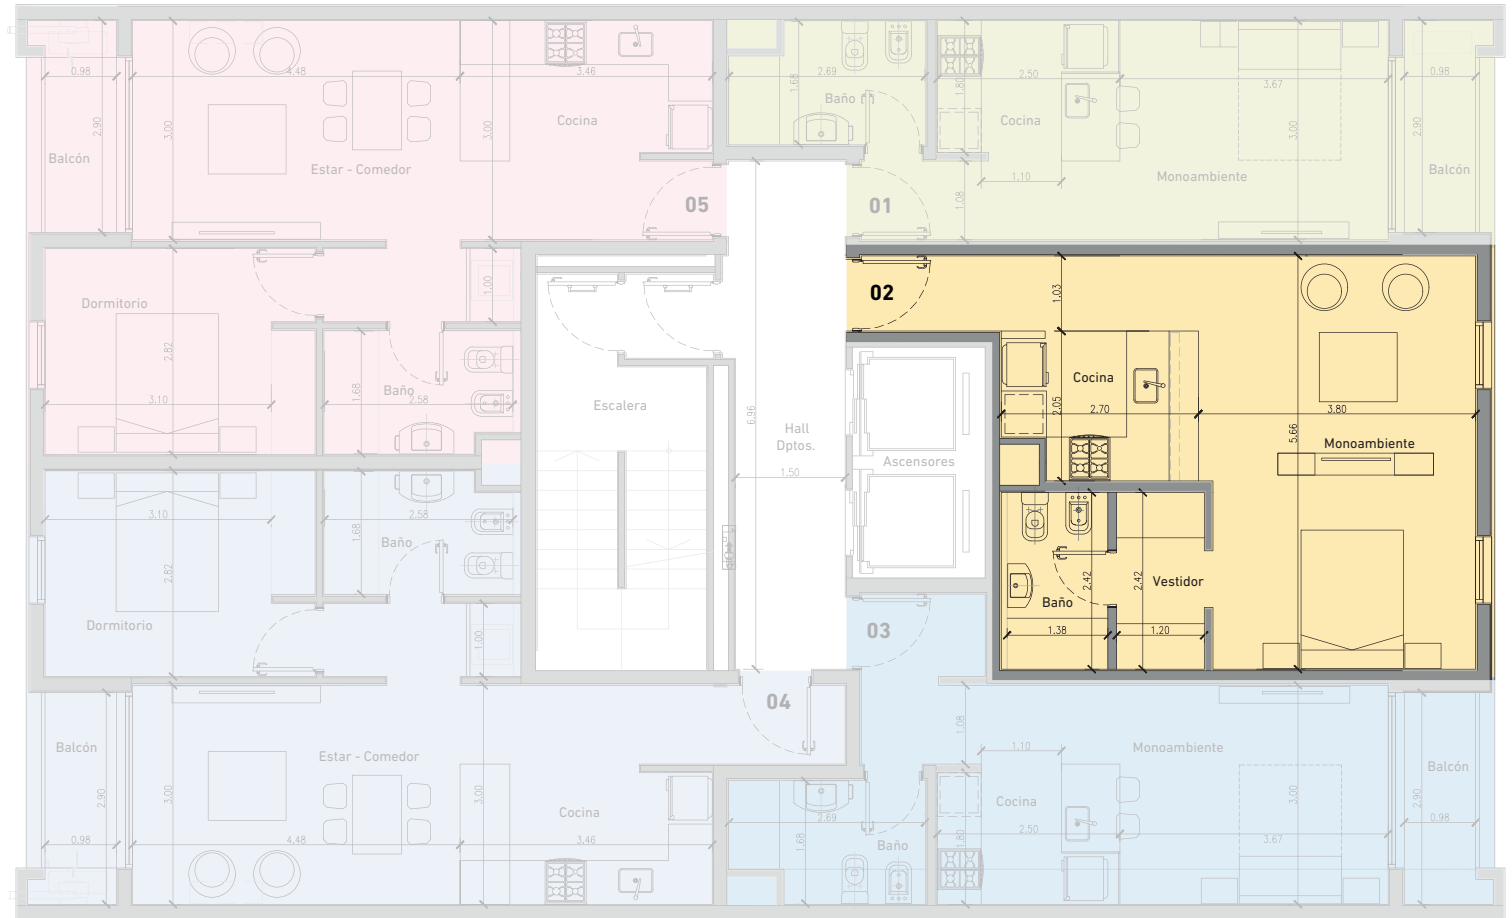 0.98
4.48
3.46
2.69
2.50
3.67
0.98
2.90
3.00
3.00
1.68
1.80
3.00
2.90
Balcón
Estar - Comedor
Cocina
Baño
Cocina
Monoambiente
Balcón
1.10
1.08
05
01
Dormitorio
1.00
02
1.03
2.82
3.10
Baño
1.68
2.58
Escalera
6.96
Hall
Dptos.
1.50
Ascensores
Cocina
2.05
2.70
3.80
5.66
Monoambiente
3.10
2.58
1.68
Baño
2.82
Dormitorio
1.00
2.42
2.42
Vestidor
Baño
1.38
1.20
03
04
1.08
1.10
Monoambiente
Balcón
Estar - Comedor
Balcón
2.90
3.00
3.00
Cocina
0.98
4.48
3.46
2.69
1.68
Baño
Cocina
1.80
2.50
3.67
3.00
2.90
0.98